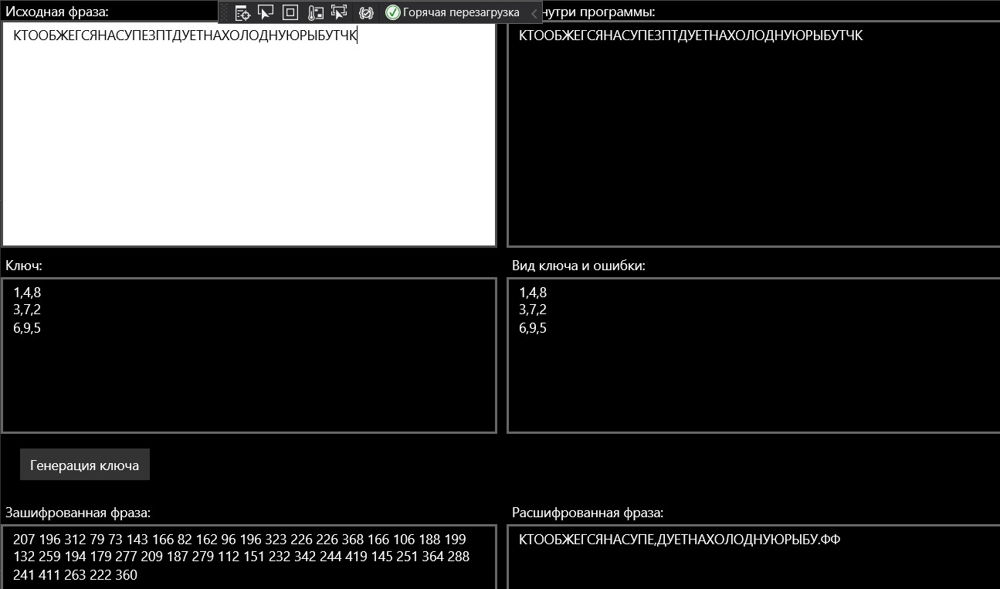 Исходная фраза:
Горячая перезагрузка
нутри программы:
КТООБЖЕГСЯНАСУПЕЗПТДУЕТНАХОЛОДНУЮРЫБУТЧК
КТООБЖЕГСЯНАСУПЕЗПТДУЕТНАХОЛОДНУЮРЫБУТЧК
Ключ:
Вид ключа и ошибки:
1,4,8
3,7,2
6,9,5
1,4,8
3,7,2
6,9,5
Генерация ключа
Зашифрованная фраза:
Расшифрованная фраза:
207 196 312 79 73 143 166 82 162 96 196 323 226 226 368 166 106 188 199
132 259 194 179 277 209 187 279 112 151 232 342 244 419 145 251 364 288
241 411 263 222 360
КТООБЖЕГСЯНАСУПЕ,ДУЕТНАХОЛОДНУЮРЫБУ.ФФ